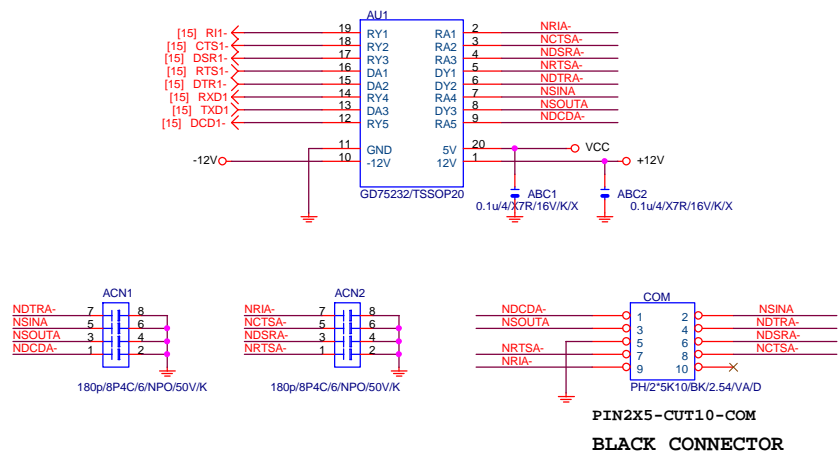 AU1
[15] RI1- 19 RY1 RA1 2 NRIA-
[15] CTS1- 18 RY2 RA2 3 NCTSA-
[15] DSR1- 17 RY3 RA3 4 NDSRA-
[15] RTS1- 16 DA1 DY1 5 NRTSA-
[15] DTR1- 15 DA2 DY2 6 NDTRA-
[15] RXD1 14 RY4 RA4 7 NSINA
[15] TXD1 13 DA3 DY3 8 NSOUTA
[15] DCD1- 12 RY5 RA5 9 NDCDA-
11 GND 5V 20 VCC
-12V 10 -12V 12V 1 +12V
GD75232/TSSOP20
ABC1
0.1u/4/X7R/16V/K/X
ABC2
0.1u/4/X7R/16V/K/X
ACN1
NDTRA- 7 8
NSINA 5 6
NSOUTA 3 4
NDCDA- 1 2
180p/8P4C/6/NPO/50V/K
ACN2
NRIA- 7 8
NCTSA- 5 6
NDSRA- 3 4
NRTSA- 1 2
180p/8P4C/6/NPO/50V/K
COM
NDCDA- 1 2 NSINA
NSOUTA 3 4 NDTRA-
5 6 NDSRA-
NRTSA- 7 8 NCTSA-
NRIA- 9 10
PH/2*5K10/BK/2.54/VA/D
PIN2X5-CUT10-COM
BLACK CONNECTOR